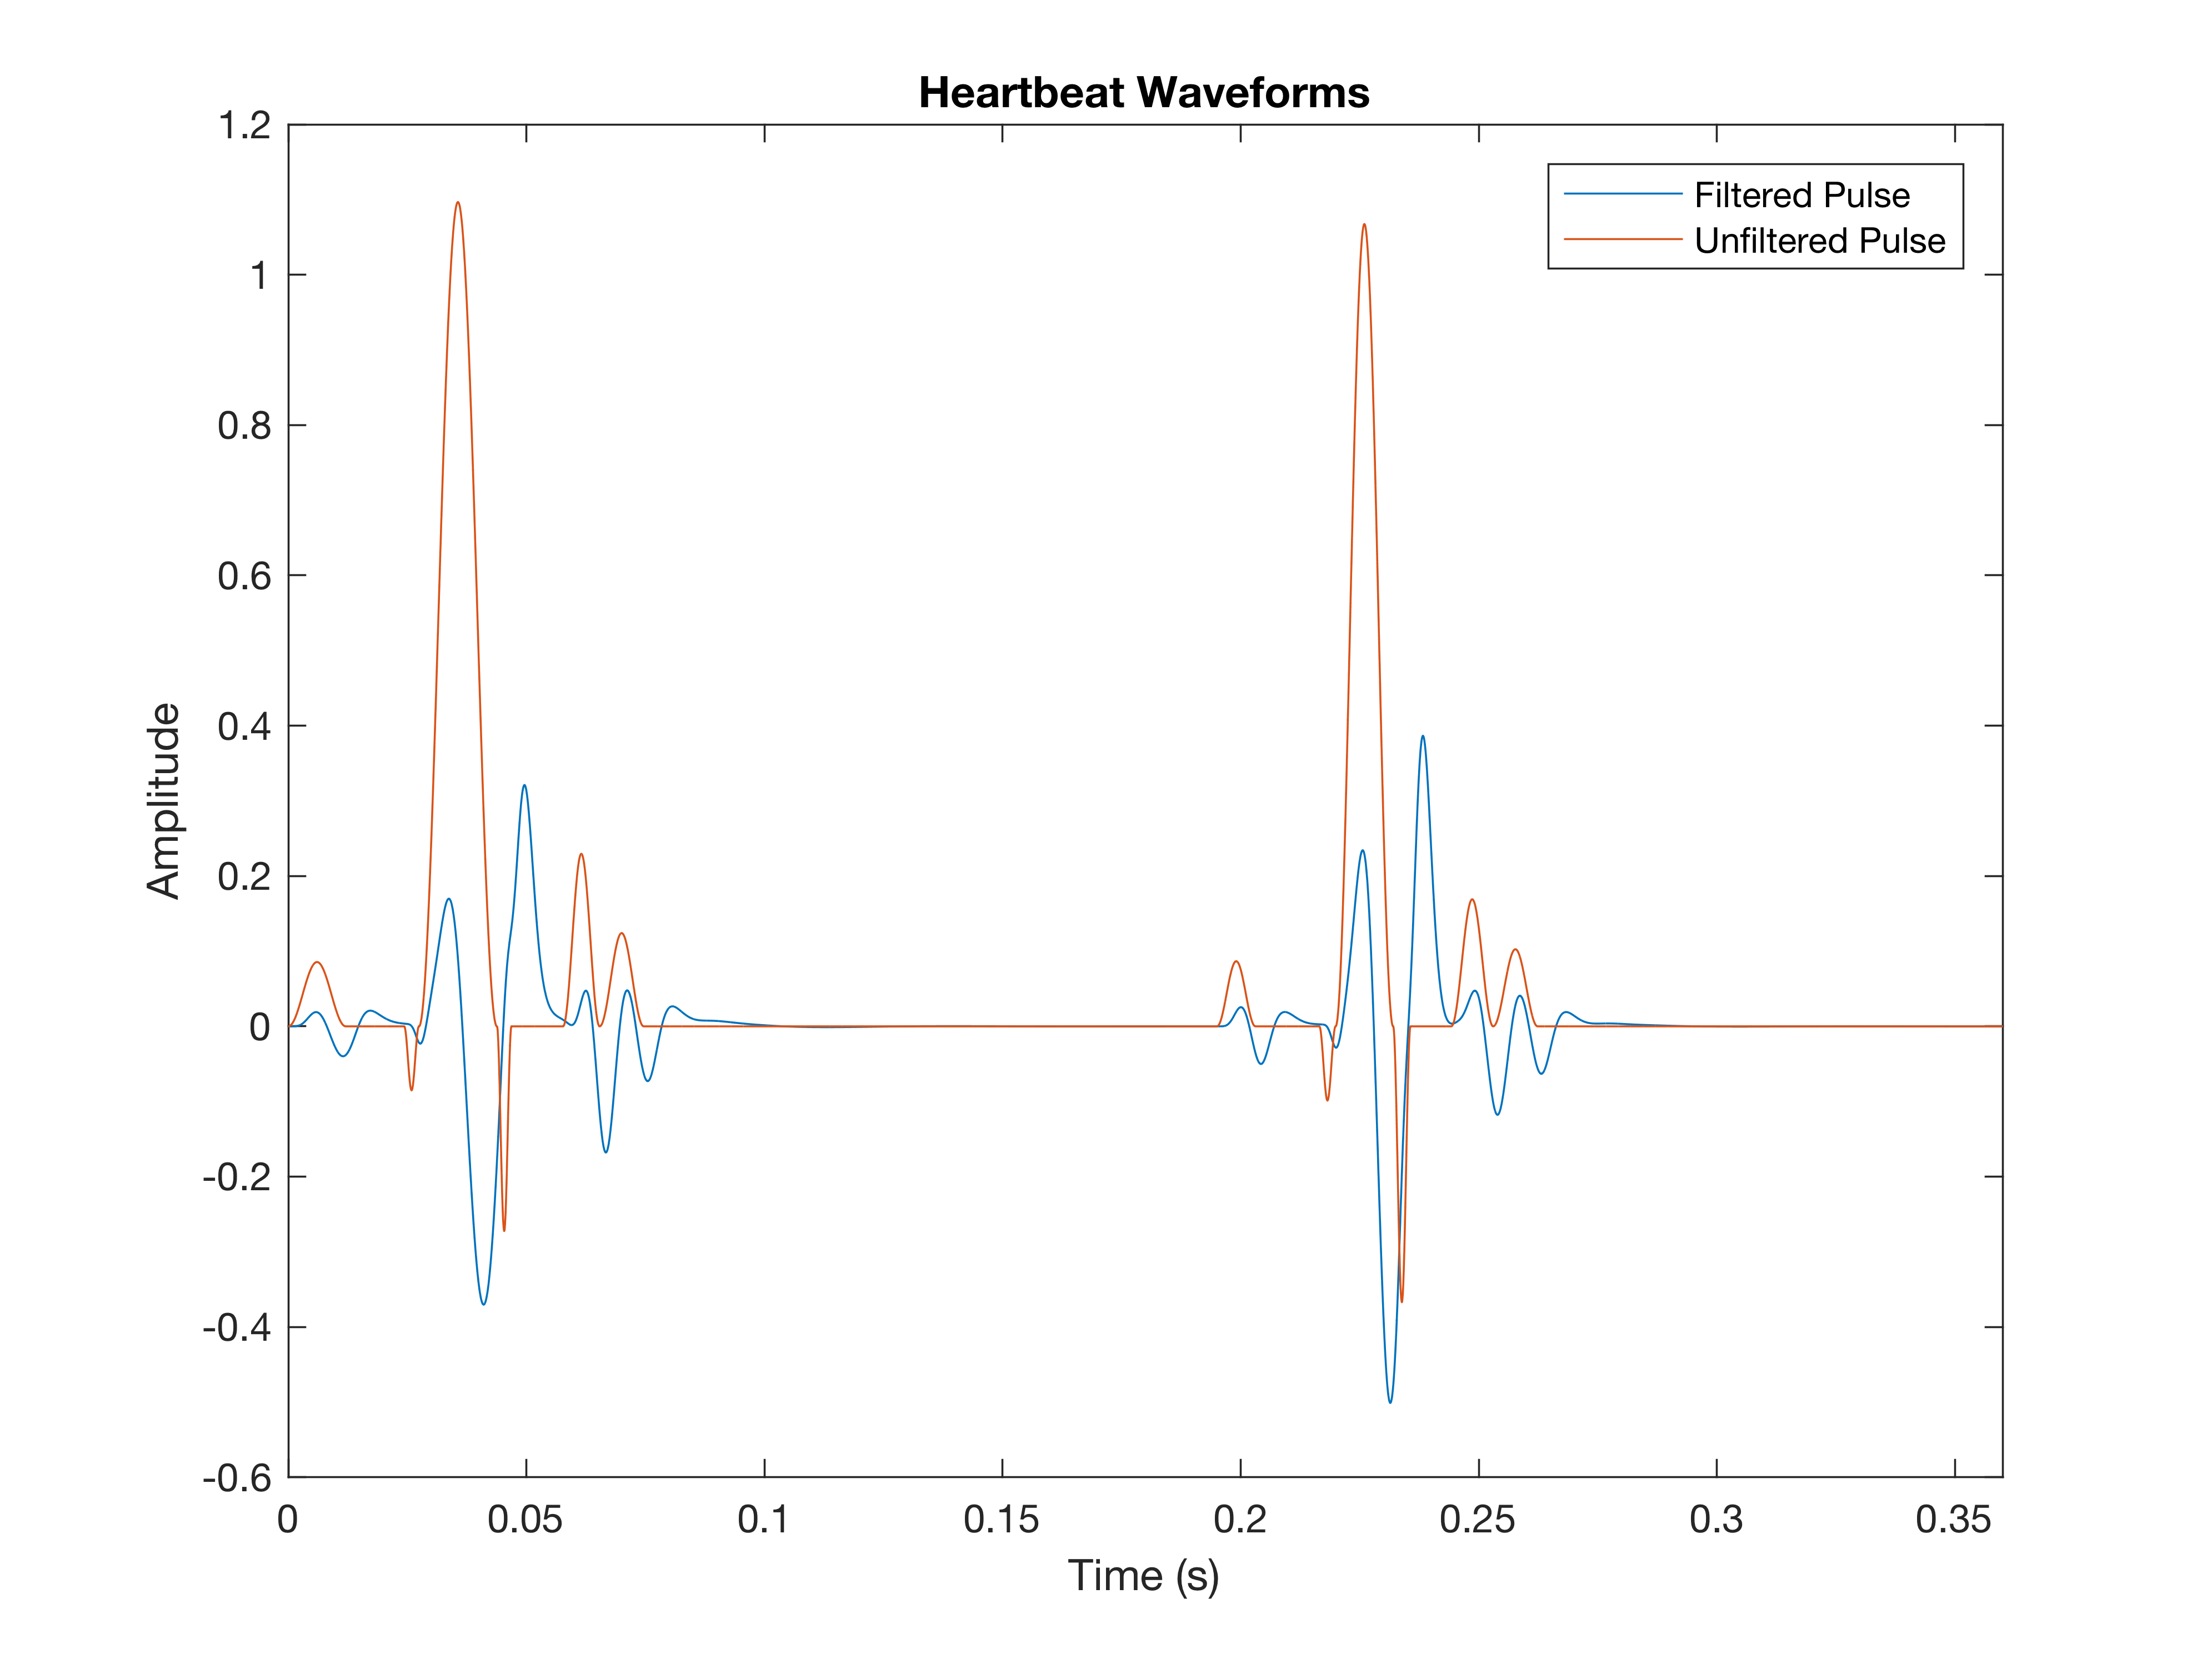 Heartbeat Waveforms
Filtered Pulse
Unfiltered Pulse
Amplitude
1.2
1
0.8
0.6
0.4
0.2
0
-0.2
-0.4
-0.6
0 0.05 0.1 0.15 0.2 0.25 0.3 0.35
Time (s)